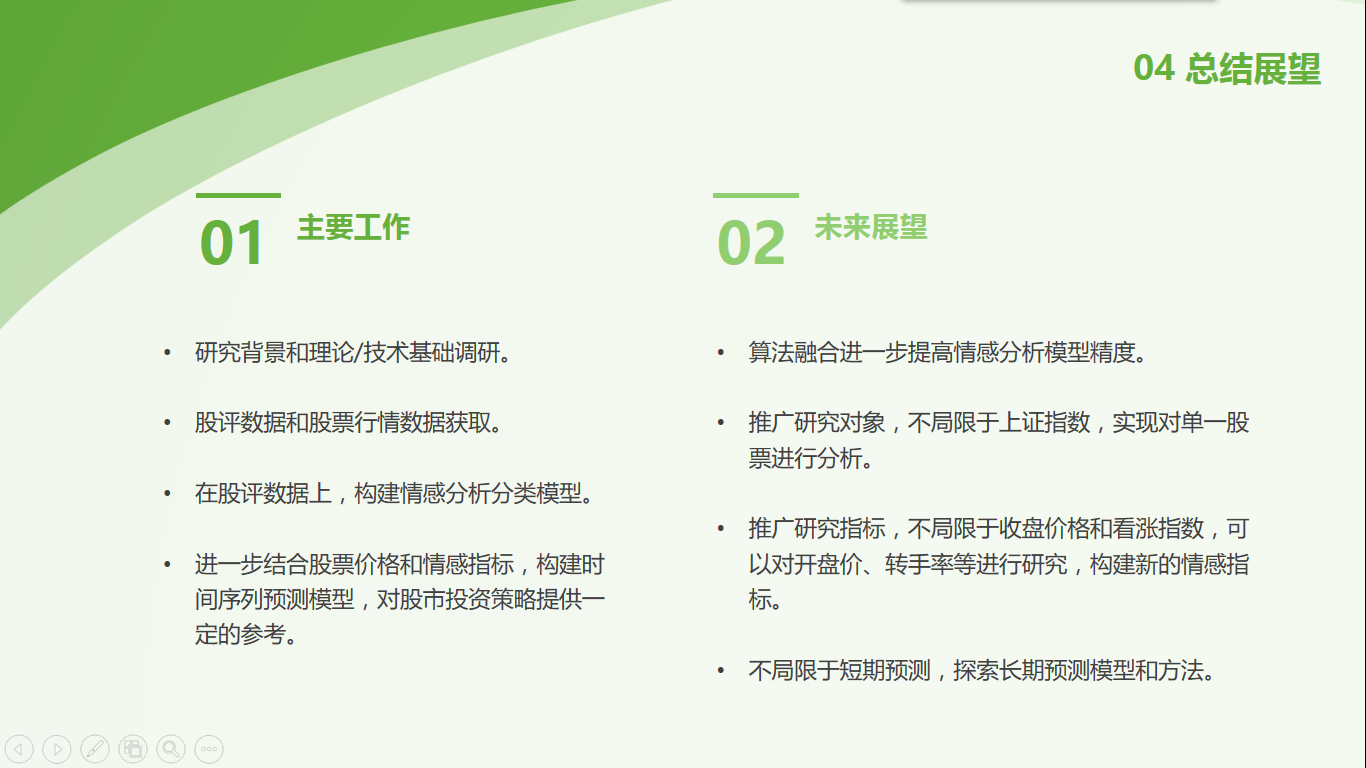 04 总结展望
01 主要工作
• 研究背景和理论/技术基础调研。
• 股评数据和股票行情数据获取。
• 在股评数据上，构建情感分析分类模型。
• 进一步结合股票价格和情感指标，构建时
间序列预测模型，对股市投资策略提供一
定的参考。
02 未来展望
• 算法融合进一步提高情感分析模型精度。
• 推广研究对象，不局限于上证指数，实现对单一股
票进行分析。
• 推广研究指标，不局限于收盘价格和看涨指数，可
以对开盘价、转手率等进行研究，构建新的情感指
标。
• 不局限于短期预测，探索长期预测模型和方法。